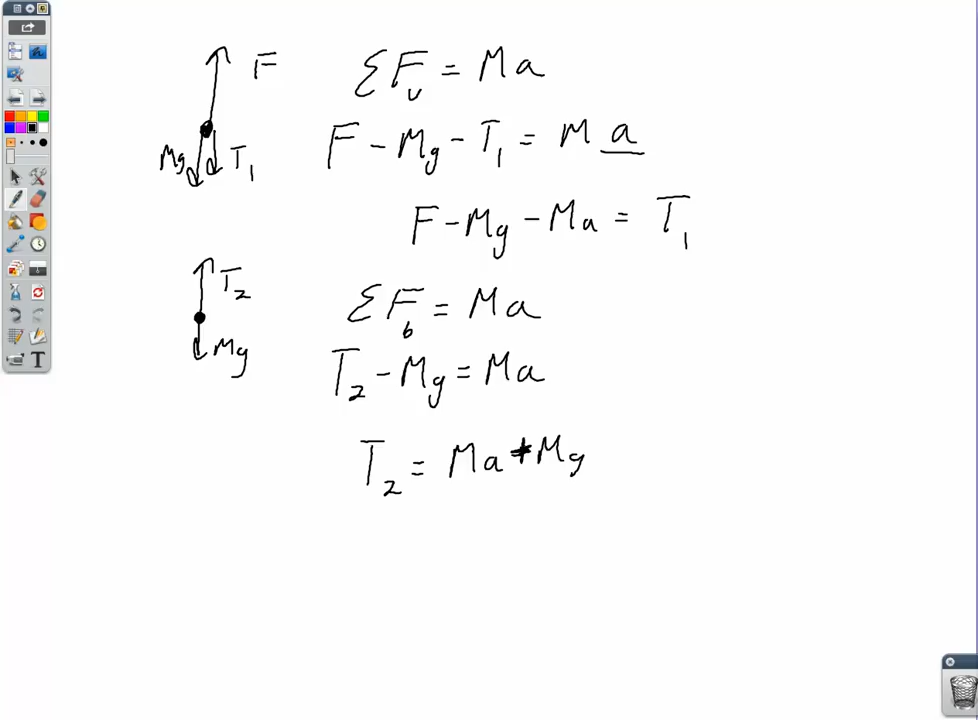 F
ΣF_u = Ma
Mg T_1
F - Mg - T_1 = Ma
F - Mg - Ma = T_1
T_2
Mg
ΣF_b = Ma
T_2 - Mg = Ma
T_2 = Ma + Mg
T